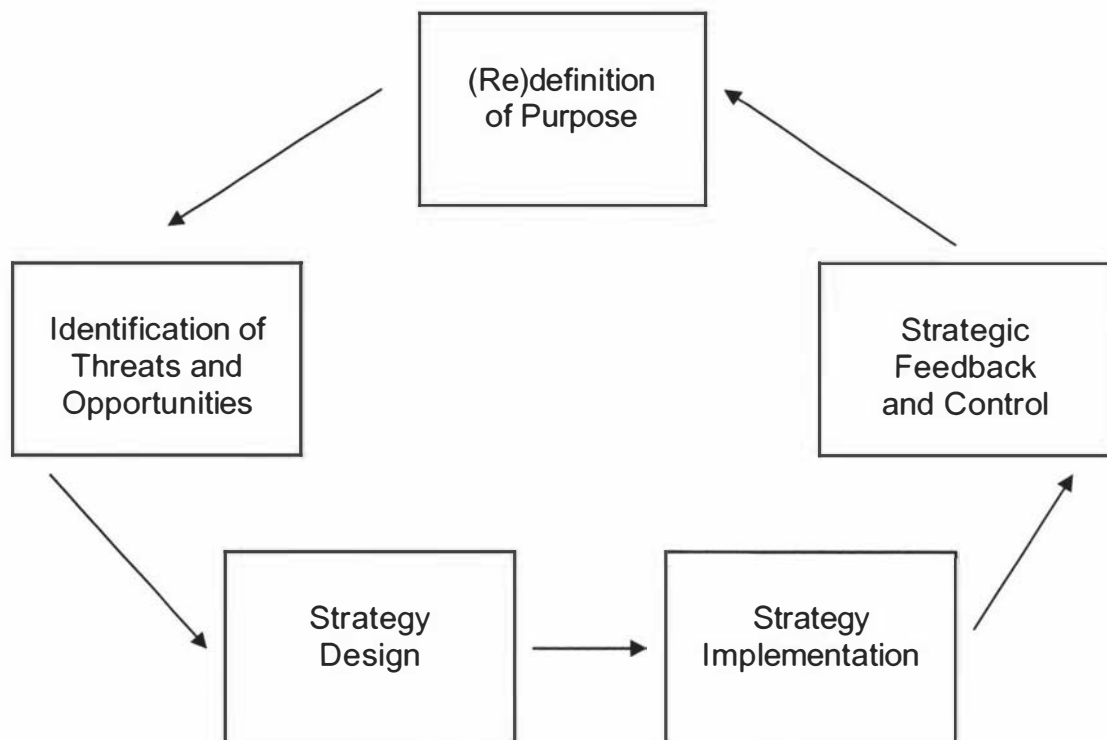 (Re)definition
of Purpose
Identification of
Threats and
Opportunities
Strategic
Feedback
and Control
Strategy
Design
Strategy
Implementation